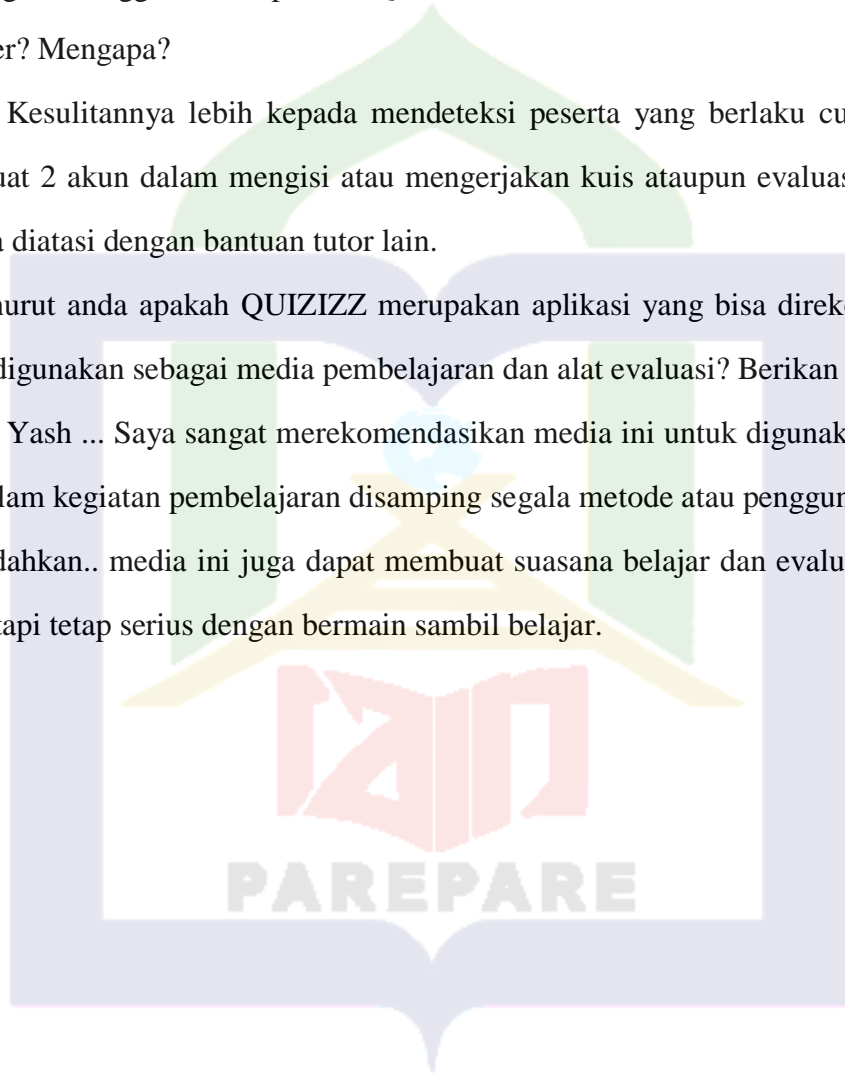 er? Mengapa?
Kesulitannya lebih kepada mendeteksi peserta yang berlaku cu
uat 2 akun dalam mengisi atau mengerjakan kuis ataupun evaluas
a diatasi dengan bantuan tutor lain.
nurut anda apakah QUIZIZZ merupakan aplikasi yang bisa direko
digunakan sebagai media pembelajaran dan alat evaluasi? Berikan
Yash ... Saya sangat merekomendasikan media ini untuk digunak
lam kegiatan pembelajaran disamping segala metode atau penggun
dahkan.. media ini juga dapat membuat suasana belajar dan evalu
tapi tetap serius dengan bermain sambil belajar.
iain
PAREPARE